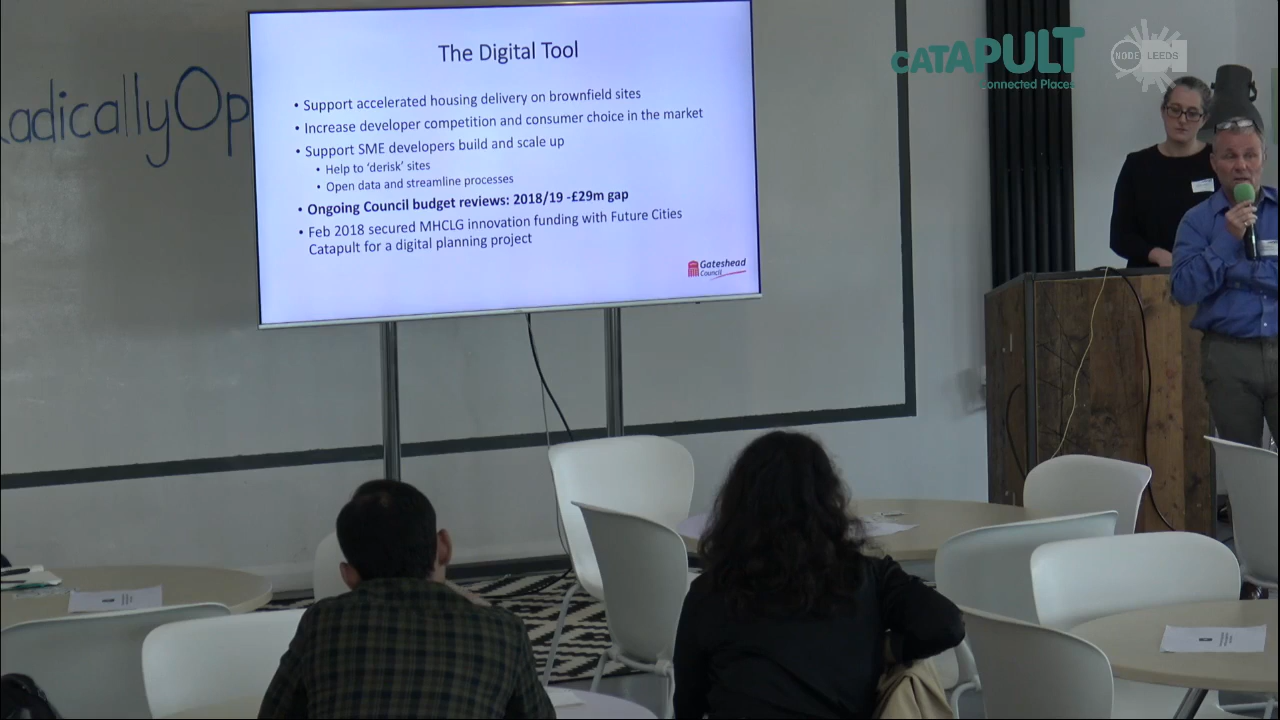 The Digital Tool
• Support accelerated housing delivery on brownfield sites
• Increase developer competition and consumer choice in the market
• Support SME developers build and scale up
• Help to ‘derisk’ sites
• Open data and streamline processes
• Ongoing Council budget reviews: 2018/19 -£29m gap
• Feb 2018 secured MHCLG innovation funding with Future Cities
Catapult for a digital planning project
Gateshead
Council
CATAPULT
Connected Places
NODE LEEDS
RadicallyOp